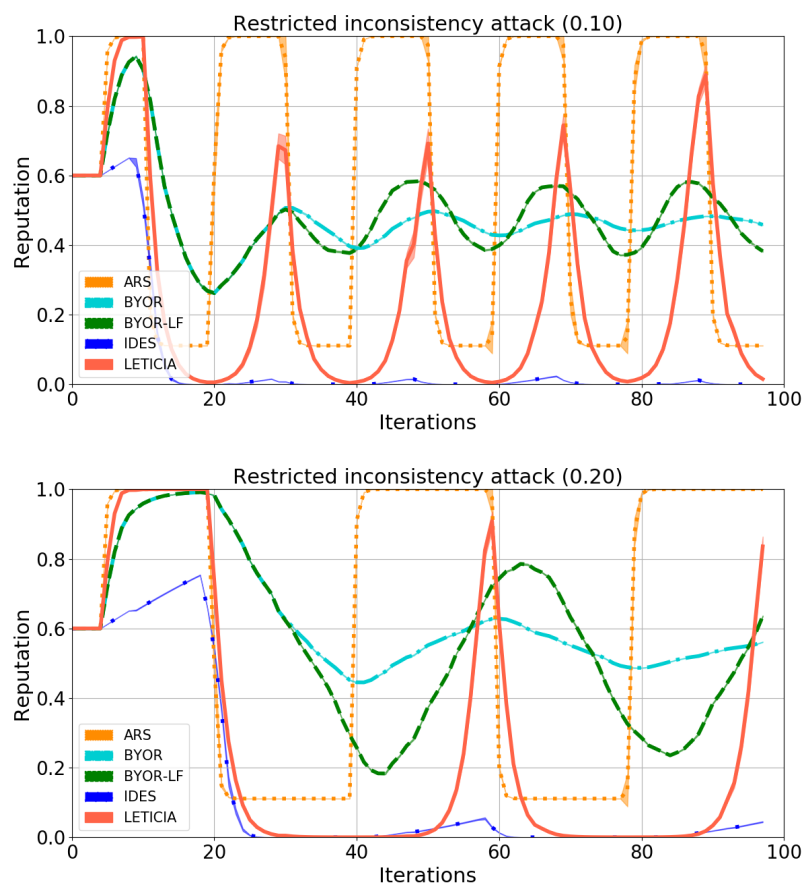 Restricted inconsistency attack (0.10)
1.0
0.8
0.6
0.4
0.2
0.0
Reputation
ARS
BYOR
BYOR-LF
IDES
LETICIA
0 20 40 60 80 100
Iterations
Restricted inconsistency attack (0.20)
1.0
0.8
0.6
0.4
0.2
0.0
Reputation
ARS
BYOR
BYOR-LF
IDES
LETICIA
0 20 40 60 80 100
Iterations